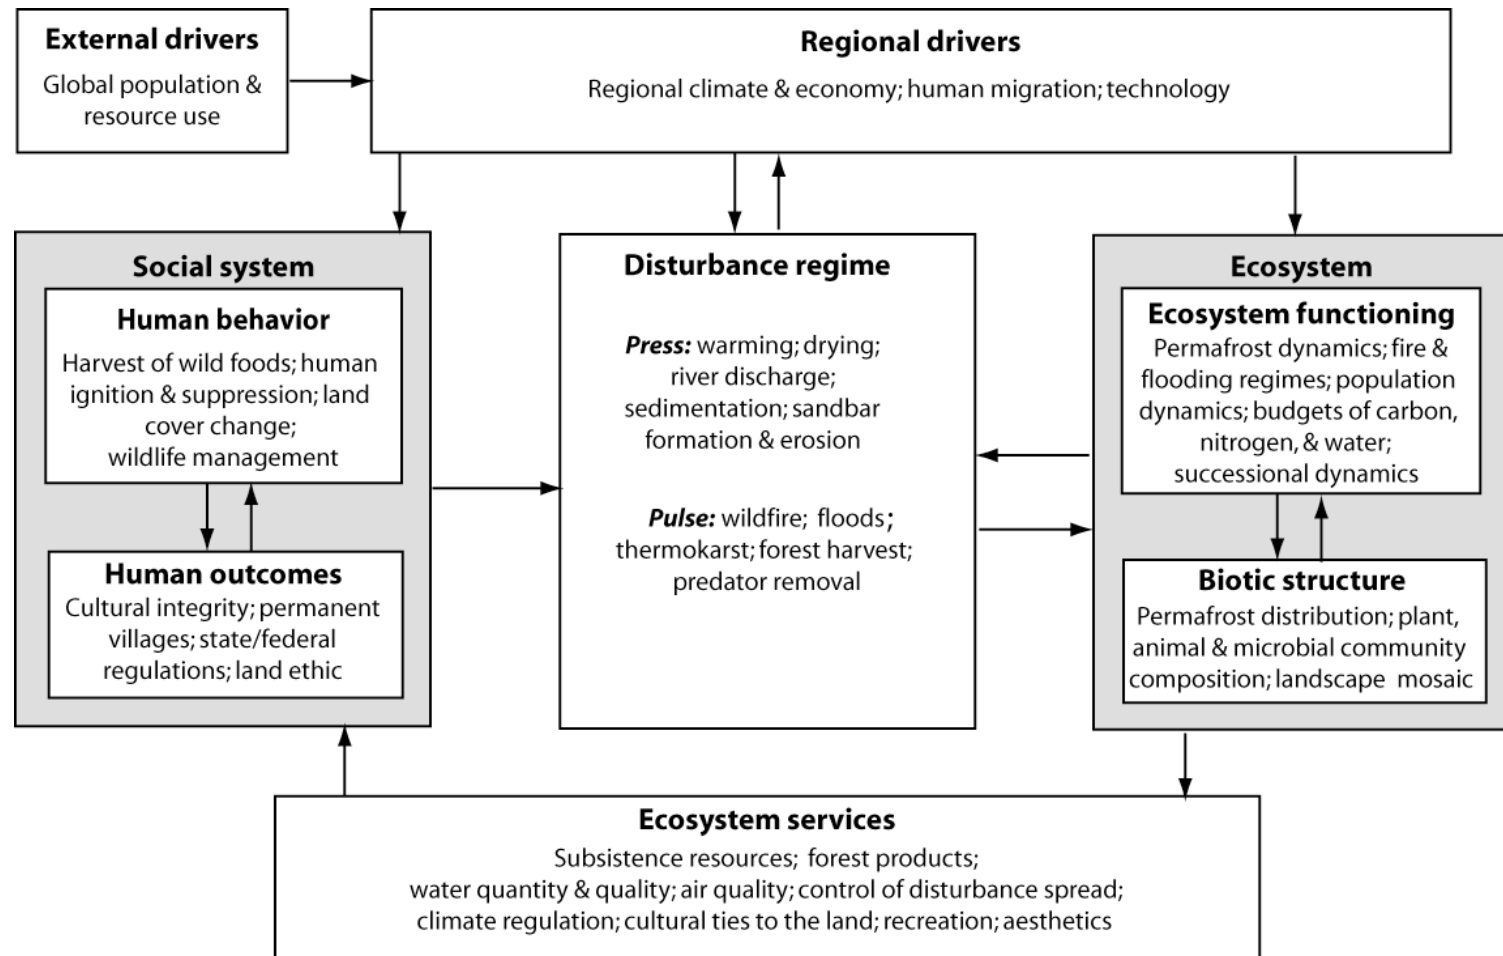 External drivers
Global population &
resource use
Regional drivers
Regional climate & economy; human migration; technology
Social system
Human behavior
Harvest of wild foods; human
ignition & suppression; land
cover change;
wildlife management
Human outcomes
Cultural integrity; permanent
villages; state/federal
regulations; land ethic
Disturbance regime
Press: warming; drying;
river discharge;
sedimentation; sandbar
formation & erosion
Pulse: wildfire; floods;
thermokarst; forest harvest;
predator removal
Ecosystem
Ecosystem functioning
Permafrost dynamics; fire &
flooding regimes; population
dynamics; budgets of carbon,
nitrogen, & water;
successional dynamics
Biotic structure
Permafrost distribution; plant,
animal & microbial community
composition; landscape mosaic
Ecosystem services
Subsistence resources; forest products;
water quantity & quality; air quality; control of disturbance spread;
climate regulation; cultural ties to the land; recreation; aesthetics